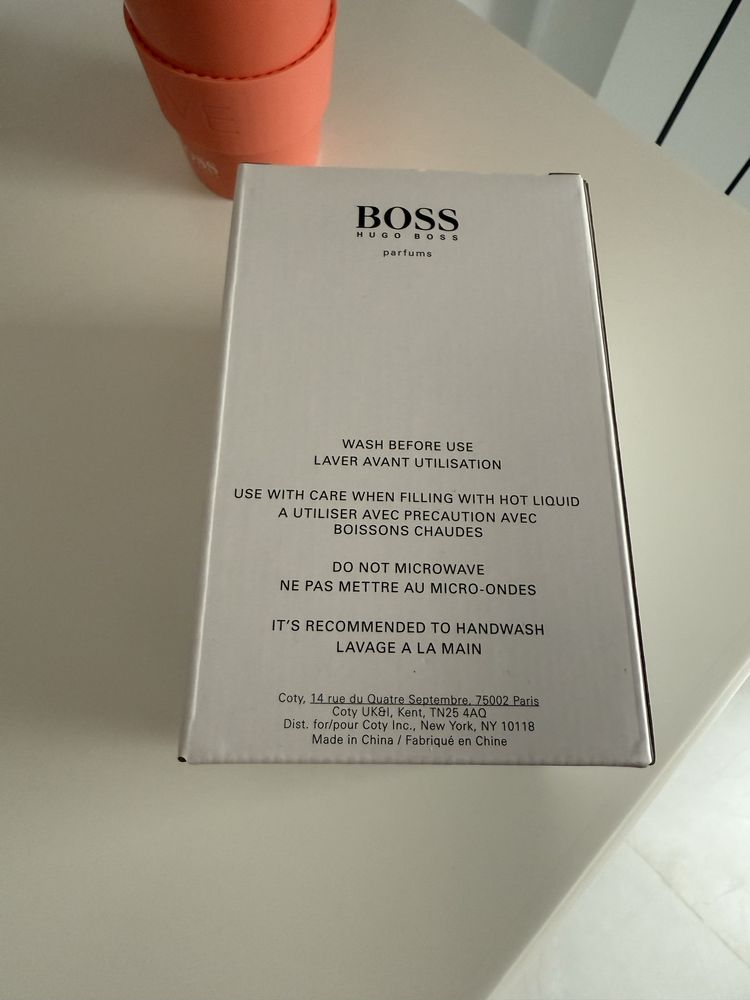 BOSS
HUGO BOSS
parfums
WASH BEFORE USE
LAVER AVANT UTILISATION
USE WITH CARE WHEN FILLING WITH HOT LIQUID
A UTILISER AVEC PRECAUTION AVEC
BOISSONS CHAUDES
DO NOT MICROWAVE
NE PAS METTRE AU MICRO-ONDES
IT'S RECOMMENDED TO HANDWASH
LAVAGE A LA MAIN
Coty, 14 rue du Quatre Septembre, 75002 Paris
Coty UK&I, Kent, TN25 4AQ
Dist. for/pour Coty Inc., New York, NY 10118
Made in China / Fabriqué en Chine